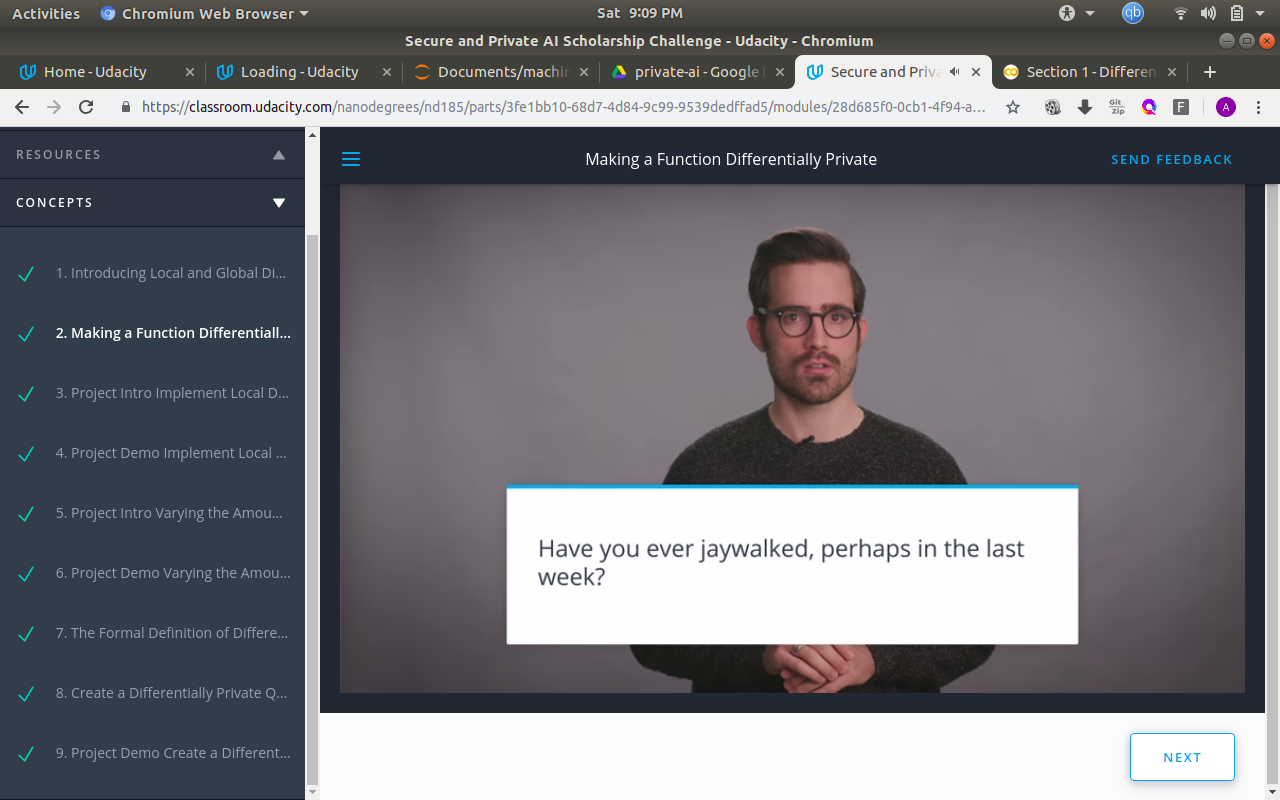 Activities Chromium Web Browser Sat 9:09 PM qb
Secure and Private AI Scholarship Challenge - Udacity - Chromium
Home - Udacity Loading - Udacity Documents/machin private-ai - Google D Secure and Priva Section 1 - Differen
https://classroom.udacity.com/nanodegrees/nd185/parts/3fe1bb10-68d7-4d84-9c99-9539dedffad5/modules/28d685f0-0cb1-4f94-a... Git Zip F A
RESOURCES
CONCEPTS
1. Introducing Local and Global Di...
2. Making a Function Differentiall...
3. Project Intro Implement Local D...
4. Project Demo Implement Local ...
5. Project Intro Varying the Amou...
6. Project Demo Varying the Amou...
7. The Formal Definition of Differe...
8. Create a Differentially Private Q...
9. Project Demo Create a Different...
Making a Function Differentially Private
SEND FEEDBACK
Have you ever jaywalked, perhaps in the last
week?
NEXT